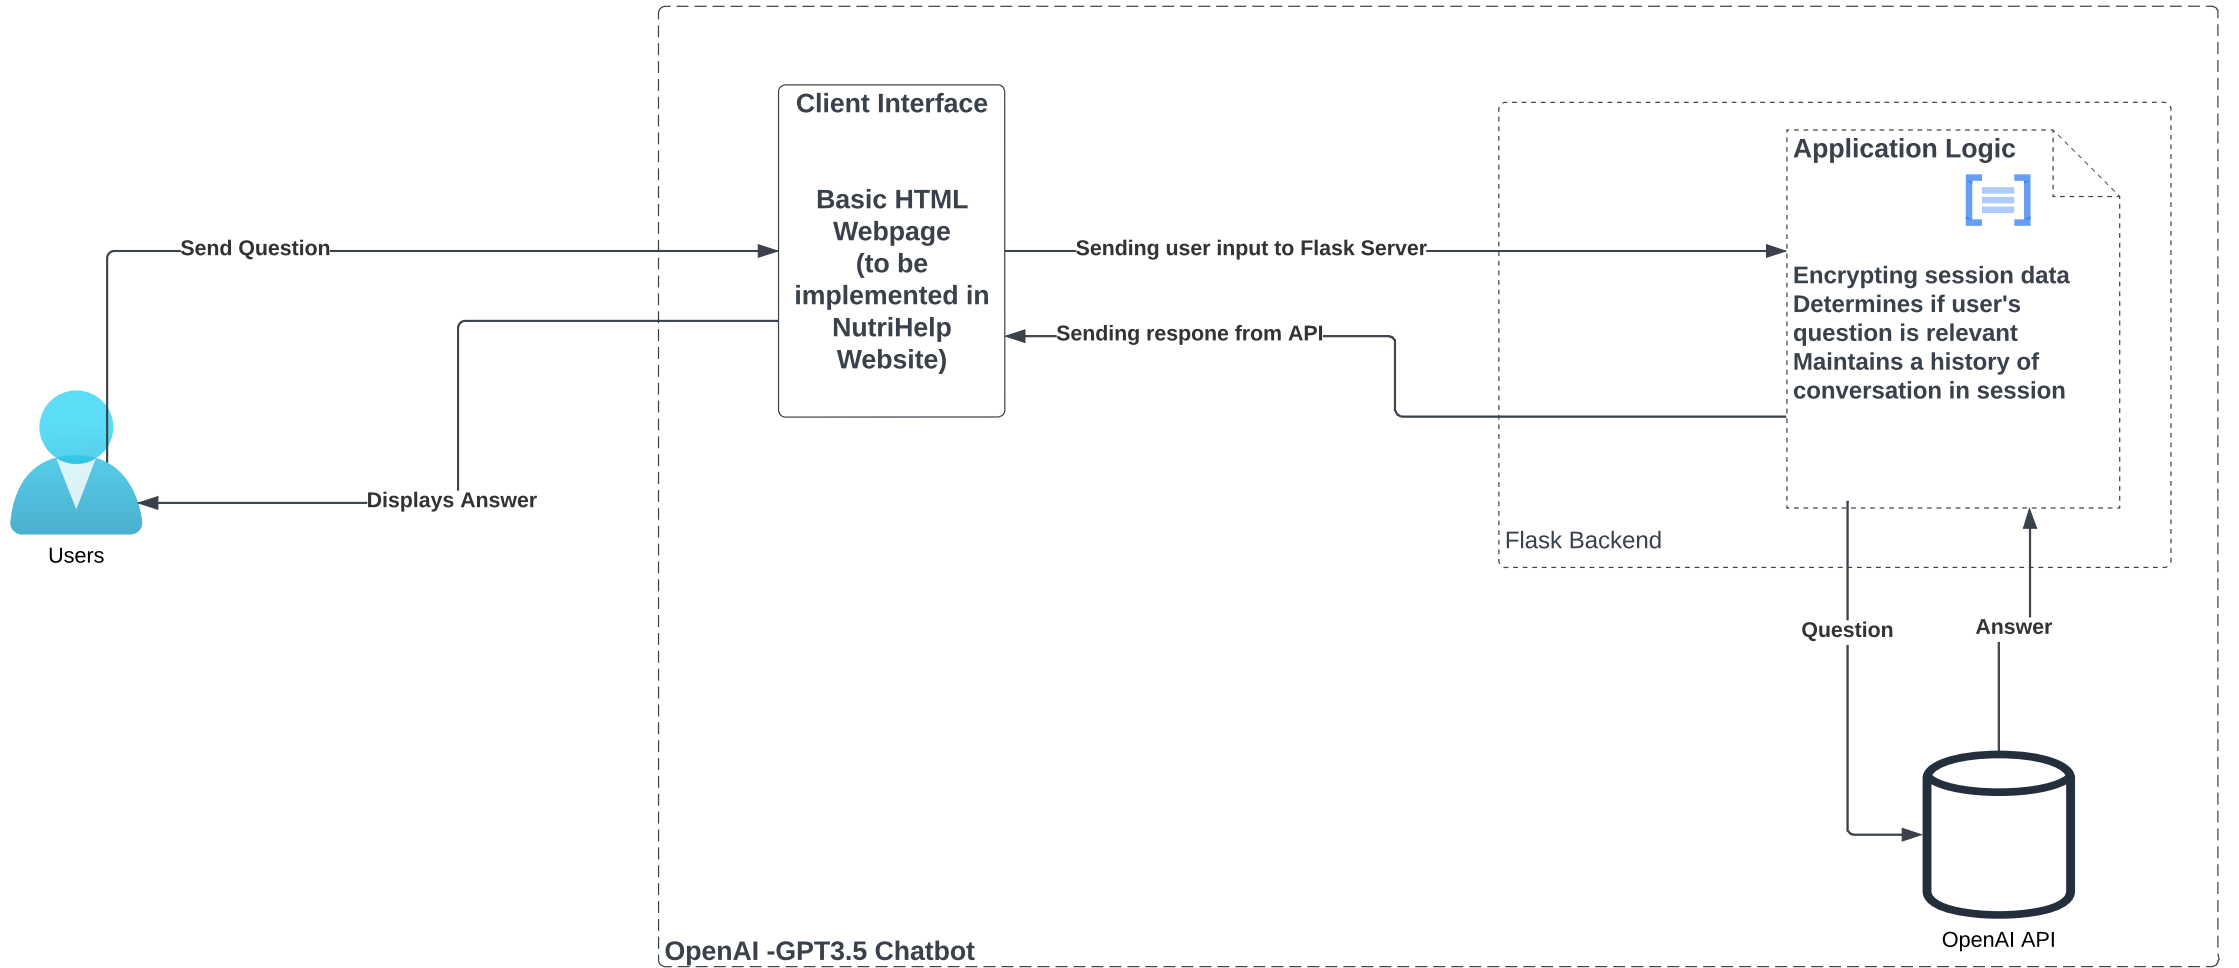 Client Interface
Basic HTML
Webpage
(to be
implemented in
NutriHelp
Website)
Send Question
Displays Answer
Users
Sending user input to Flask Server
Sending respone from API
Application Logic
Encrypting session data
Determines if user's
question is relevant
Maintains a history of
conversation in session
Flask Backend
Question
Answer
OpenAI API
OpenAI -GPT3.5 Chatbot